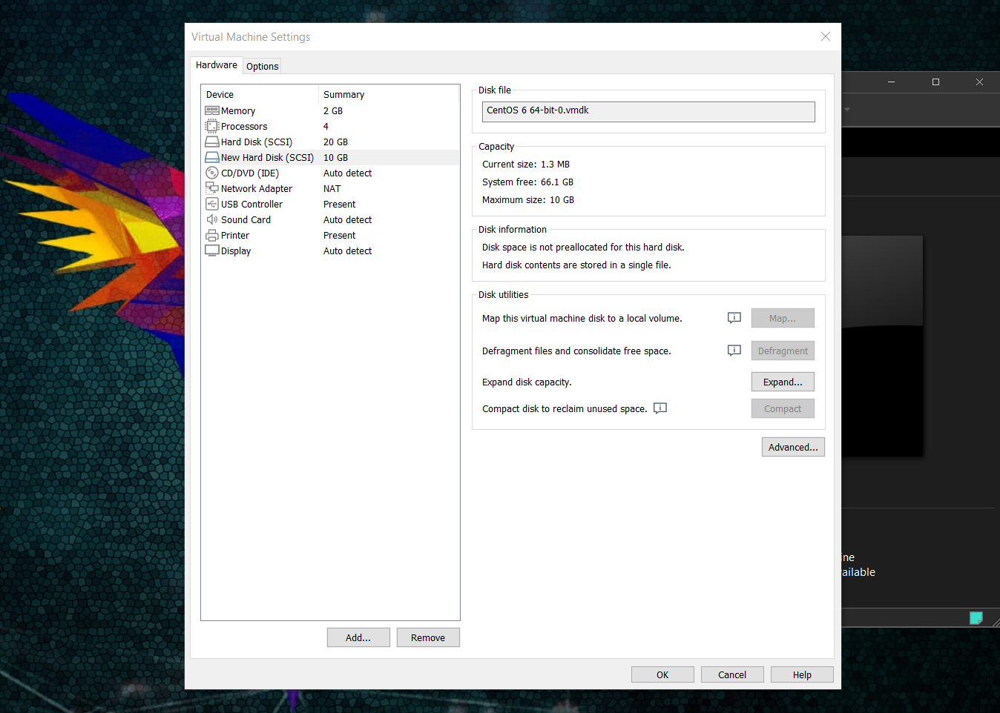 Virtual Machine Settings
Hardware
Options
Device Summary
Memory 2 GB
Processors 4
Hard Disk (SCSI) 20 GB
New Hard Disk (SCSI) 10 GB
CD/DVD (IDE) Auto detect
Network Adapter NAT
USB Controller Present
Sound Card Auto detect
Printer Present
Display Auto detect
Add...
Remove
Disk file
CentOS 6 64-bit-0.vmdk
Capacity
Current size: 1.3 MB
System free: 66.1 GB
Maximum size: 10 GB
Disk information
Disk space is not preallocated for this hard disk.
Hard disk contents are stored in a single file.
Disk utilities
Map this virtual machine disk to a local volume. Map...
Defragment files and consolidate free space. Defragment
Expand disk capacity. Expand...
Compact disk to reclaim unused space. Compact
Advanced...
OK
Cancel
Help
ine
ailable